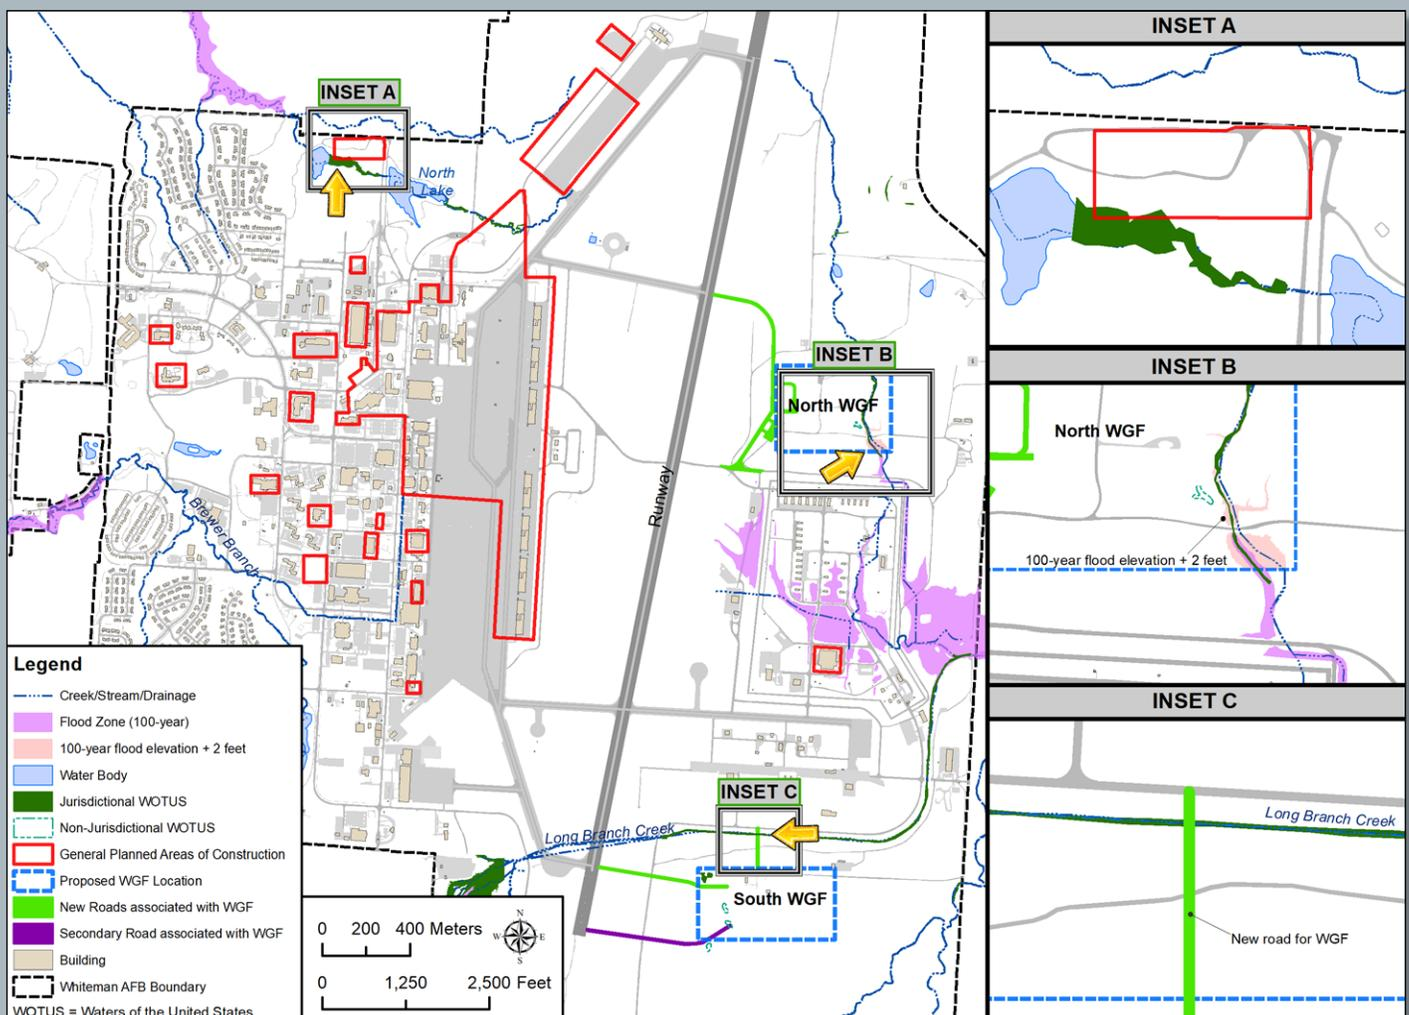 INSET A
North
Lake
INSET B
North WGF
Runway
Brewer Branch
INSET C
Long Branch Creek
South WGF
Legend
Creek/Stream/Drainage
Flood Zone (100-year)
100-year flood elevation + 2 feet
Water Body
Jurisdictional WOTUS
Non-Jurisdictional WOTUS
General Planned Areas of Construction
Proposed WGF Location
New Roads associated with WGF
Secondary Road associated with WGF
Building
Whiteman AFB Boundary
WOTUS = Waters of the United States
0 200 400 Meters
0 1,250 2,500 Feet
N
W E
S
INSET A
INSET B
North WGF
100-year flood elevation + 2 feet
INSET C
Long Branch Creek
New road for WGF